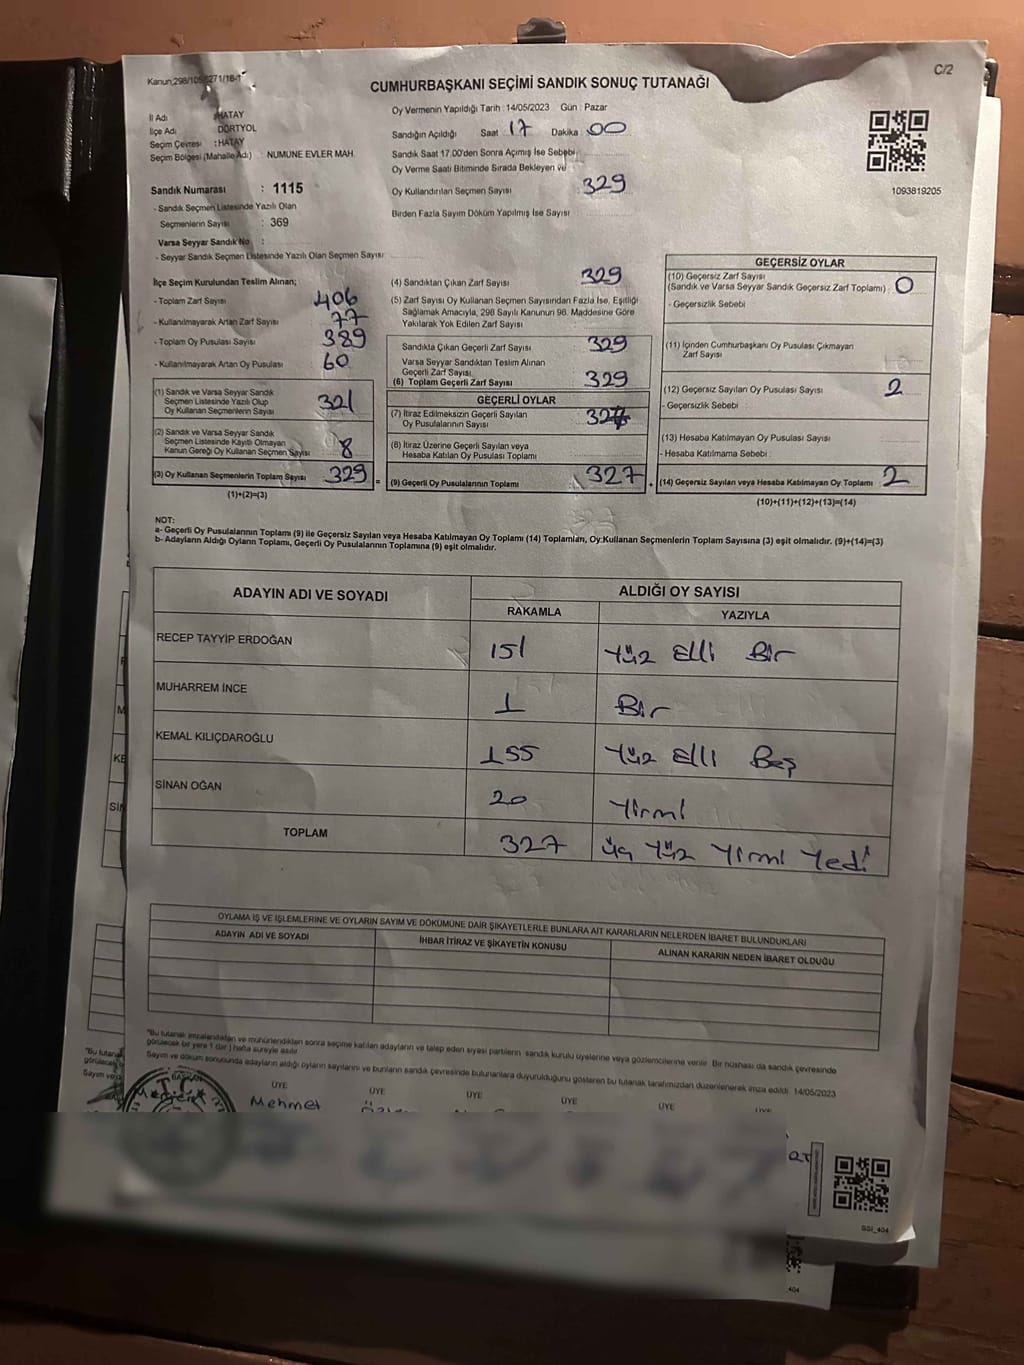 C/2
Kanun:298/105,6271/18-1
CUMHURBAŞKANI SEÇİMİ SANDIK SONUÇ TUTANAĞI
İl Adı : HATAY
İlçe Adı DÖRTYOL
Seçim Çevresi : HATAY
Seçim Bölgesi (Mahalle Adı) : NUMUNE EVLER MAH.
Oy Vermenin Yapıldığı Tarih : 14/05/2023 Gün : Pazar
Sandığın Açıldığı Saat 17 Dakika 00
Sandık Saat 17.00'den Sonra Açımış İse Sebebi
Oy Verme Saati Bitiminde Sırada Bekleyen ve
Oy Kullandırılan Seçmen Sayısı 329
Birden Fazla Sayım Döküm Yapılmış İse Sayısı
1093819205
Sandık Numarası : 1115
- Sandık Seçmen Listesinde Yazılı Olan
Seçmenlerin Sayısı : 369
Varsa Seyyar Sandık No :
- Seyyar Sandık Seçmen Listesinde Yazılı Olan Seçmen Sayısı
İlçe Seçim Kurulundan Teslim Alınan;
- Toplam Zarf Sayısı 406
- Kullanılmayarak Artan Zarf Sayısı 77
- Toplam Oy Pusulası Sayısı 389
- Kullanılmayarak Artan Oy Pusulası 60
(1) Sandık ve Varsa Seyyar Sandık
Seçmen Listesinde Yazılı Olup
Oy Kullanan Seçmenlerin Sayısı 321
(2) Sandık ve Varsa Seyyar Sandık
Seçmen Listesinde Kayıtlı Olmayan
Kanun Gereği Oy Kullanan Seçmen Sayısı 8
(3) Oy Kullanan Seçmenlerin Toplam Sayısı 329 =
(1)+(2)=(3)
(4) Sandıktan Çıkan Zarf Sayısı 329
(5) Zarf Sayısı Oy Kullanan Seçmen Sayısından Fazla İse, Eşitliği
Sağlamak Amacıyla, 298 Sayılı Kanunun 98. Maddesine Göre
Yakılarak Yok Edilen Zarf Sayısı
Sandıkta Çıkan Geçerli Zarf Sayısı 329
Varsa Seyyar Sandıktan Teslim Alınan
Geçerli Zarf Sayısı
(6) Toplam Geçerli Zarf Sayısı 329
GEÇERLİ OYLAR
(7) İtiraz Edilmeksizin Geçerli Sayılan
Oy Pusulalarının Sayısı 327
(8) İtiraz Üzerine Geçerli Sayılan veya
Hesaba Katılan Oy Pusulası Toplamı
(9) Geçerli Oy Pusulalarının Toplamı 327
GEÇERSİZ OYLAR
(10) Geçersiz Zarf Sayısı
(Sandık ve Varsa Seyyar Sandık Geçersiz Zarf Toplamı) : 0
- Geçersizlik Sebebi
(11) İçinden Cumhurbaşkanı Oy Pusulası Çıkmayan
Zarf Sayısı
(12) Geçersiz Sayılan Oy Pusulası Sayısı 2
- Geçersizlik Sebebi
(13) Hesaba Katılmayan Oy Pusulası Sayısı
- Hesaba Katılmama Sebebi
(14) Geçersiz Sayılan veya Hesaba Katılmayan Oy Toplamı 2
(10)+(11)+(12)+(13)=(14)
NOT:
a- Geçerli Oy Pusulalarının Toplamı (9) ile Geçersiz Sayılan veya Hesaba Katılmayan Oy Toplamı (14) Toplamları, Oy Kullanan Seçmenlerin Toplam Sayısına (3) eşit olmalıdır. (9)+(14)=(3)
b- Adayların Aldığı Oyların Toplamı, Geçerli Oy Pusulalarının Toplamına (9) eşit olmalıdır.
ADAYIN ADI VE SOYADI ALDIĞI OY SAYISI
RAKAMLA YAZIYLA
RECEP TAYYİP ERDOĞAN 151 Yüz Elli Bir
MUHARREM İNCE 1 Bir
KEMAL KILIÇDAROĞLU 155 Yüz Elli Beş
SİNAN OĞAN 20 Yirmi
TOPLAM 327 Üç Yüz Yirmi Yedi
OYLAMA İŞ VE İŞLEMLERİNE VE OYLARIN SAYIM VE DÖKÜMÜNE DAİR ŞİKAYETLERLE BUNLARA AİT KARARLARIN NELERDEN İBARET BULUNDUKLARI
ADAYIN ADI VE SOYADI İHBAR İTİRAZ VE ŞİKAYETİN KONUSU ALINAN KARARIN NEDEN İBARET OLDUĞU
"Bu tutanak imzalandıktan ve mühürlendikten sonra seçime katılan adayların ve talep eden siyasi partilerin sandık kurulu üyelerine veya gözlemcilerine verilir. Bir nüshası da sandık çevresinde
görülecek bir yere 1 (bir) hafta süreyle asılır
Sayım ve döküm sonucunda adayların aldığı oyların sayılarını ve bunların sandık çevresinde bulunanlara duyurulduğunu gösteren bu tutanak tarafımızdan düzenlenerek imza edildi. 14/05/2023
BAŞKAN ÜYE ÜYE ÜYE ÜYE ÜYE ÜYE
Mehmet
SSİ_404
404